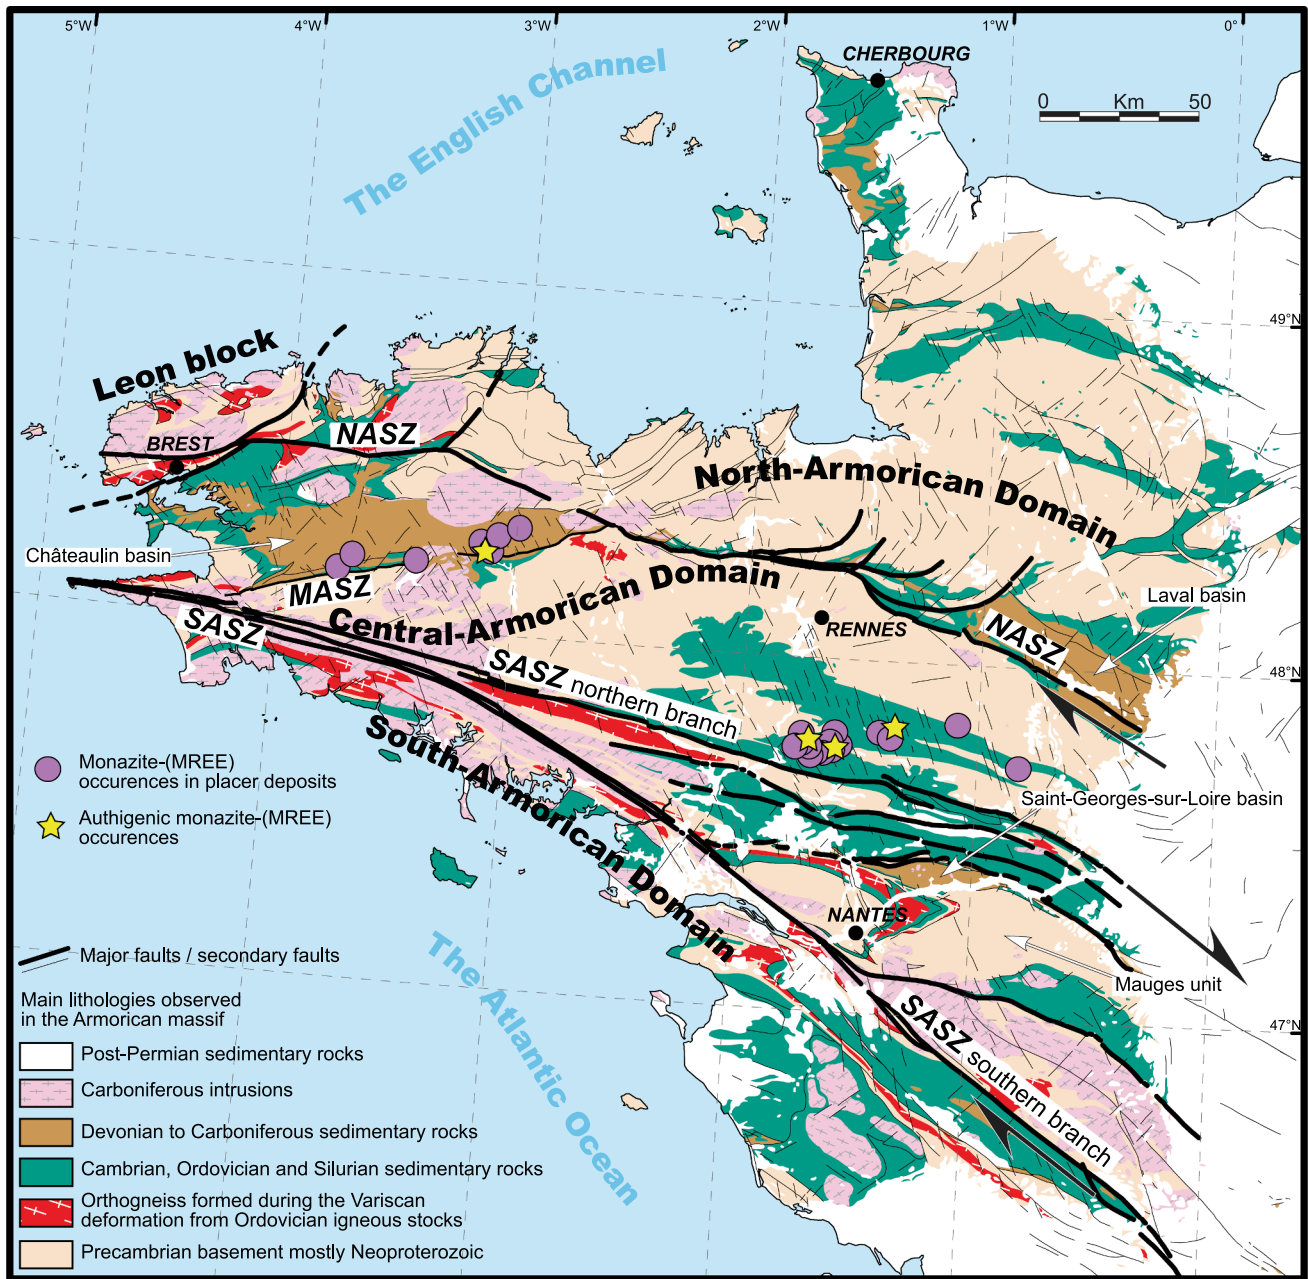 5°W
4°W
3°W
2°W
1°W
0°
CHERBOURG
0 Km 50
The English Channel
49°N
Leon block
BREST
NASZ
North-Armorican Domain
Châteaulin basin
MASZ
Central-Armorican Domain
Laval basin
SASZ
RENNES
NASZ
SASZ northern branch
48°N
South-Armorican Domain
Monazite-(MREE)
occurences in placer deposits
Authigenic monazite-(MREE)
occurences
Saint-Georges-sur-Loire basin
NANTES
The Atlantic Ocean
Mauges unit
47°N
SASZ southern branch
Major faults / secondary faults
Main lithologies observed
in the Armorican massif
Post-Permian sedimentary rocks
Carboniferous intrusions
Devonian to Carboniferous sedimentary rocks
Cambrian, Ordovician and Silurian sedimentary rocks
Orthogneiss formed during the Variscan
deformation from Ordovician igneous stocks
Precambrian basement mostly Neoproterozoic